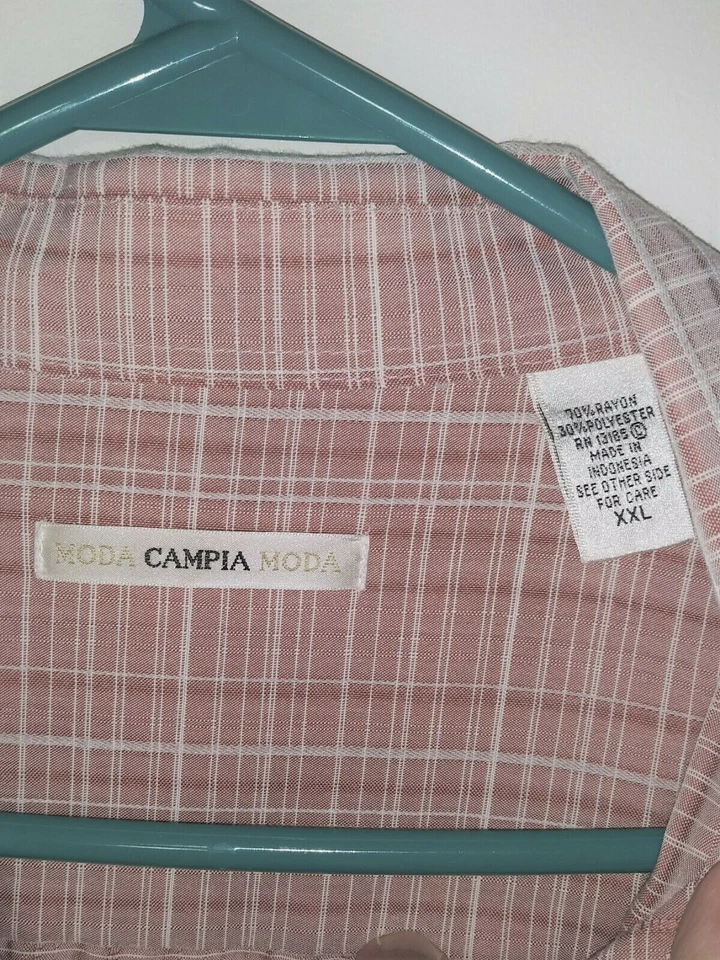 70% RAYON
30% POLYESTER
RN 13185 C
MADE IN
INDONESIA
SEE OTHER SIDE
FOR CARE
XXL
MODA CAMPIA MODA